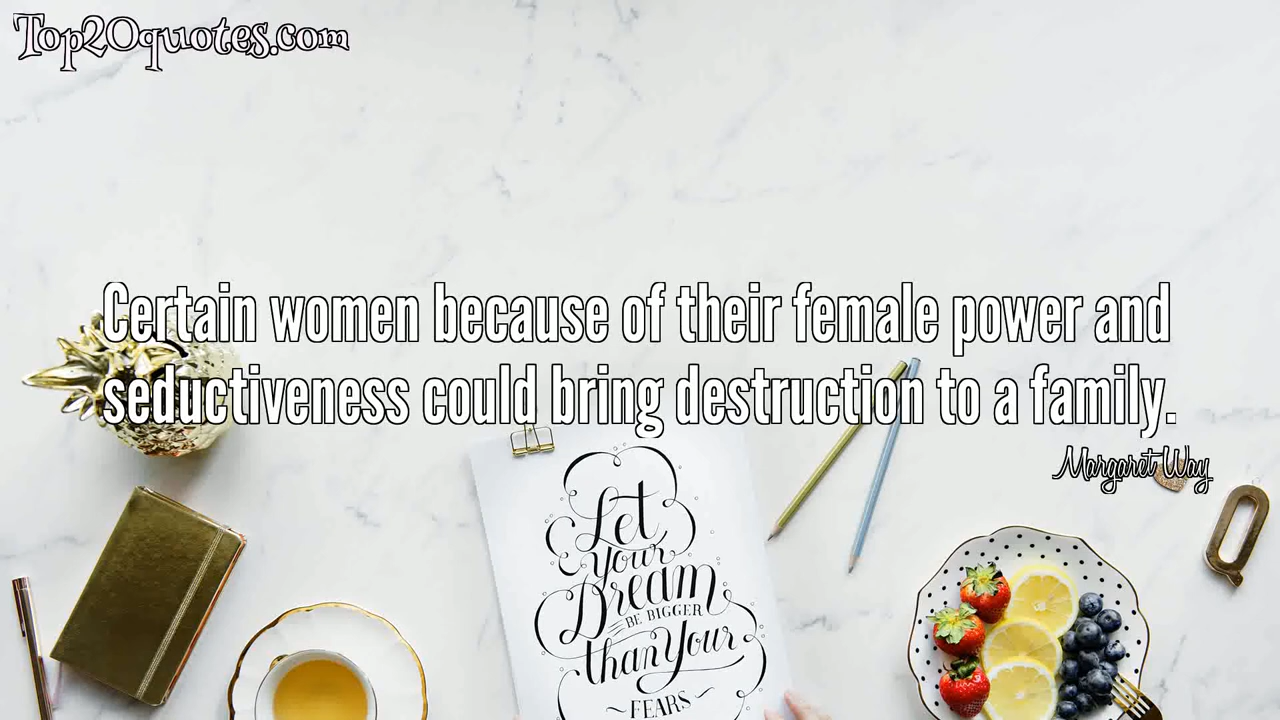 Top20quotes.com
Certain women because of their female power and
seductiveness could bring destruction to a family.
Margaret Way
Let
Your
Dream
BE BIGGER
than Your
FEARS